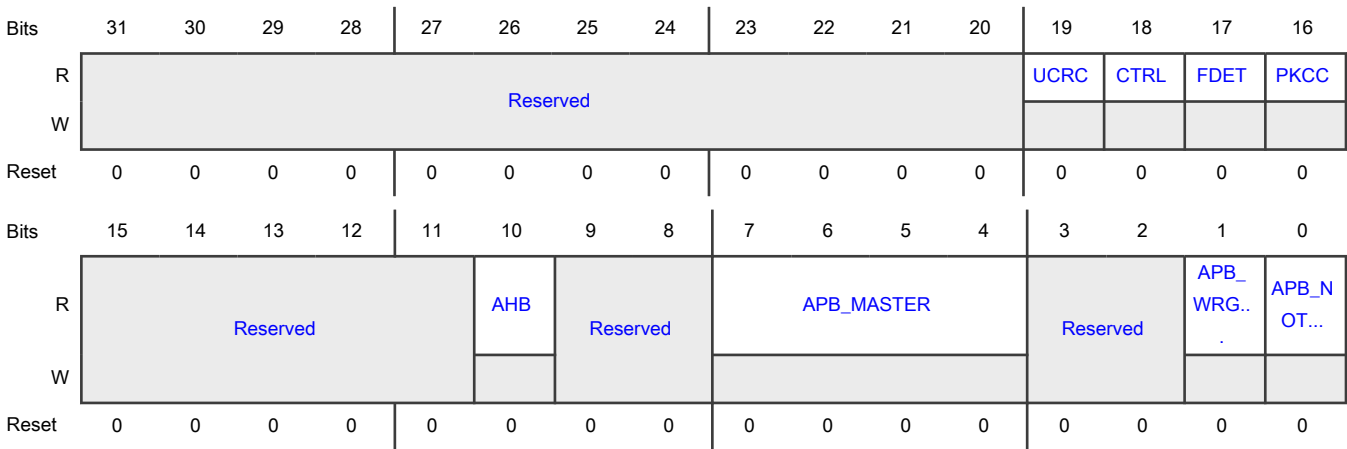 Bits 31 30 29 28 27 26 25 24 23 22 21 20 19 18 17 16
R UCRC CTRL FDET PKCC
Reserved
W
Reset 0 0 0 0 0 0 0 0 0 0 0 0 0 0 0 0
Bits 15 14 13 12 11 10 9 8 7 6 5 4 3 2 1 0
R AHB APB_MASTER APB_
WRG..
. APB_N
OT...
Reserved Reserved Reserved
W
Reset 0 0 0 0 0 0 0 0 0 0 0 0 0 0 0 0